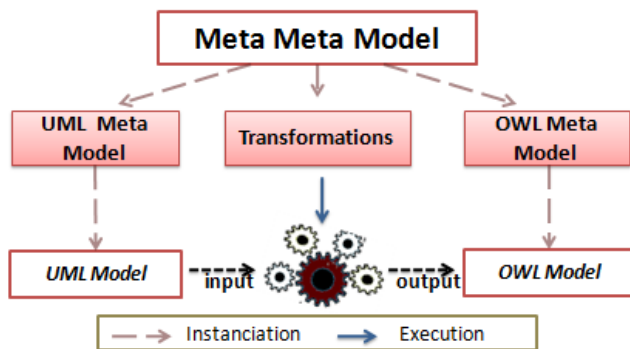 Meta Meta Model
UML Meta
Model
Transformations
OWL Meta
Model
UML Model
input
output
OWL Model
Instanciation
Execution